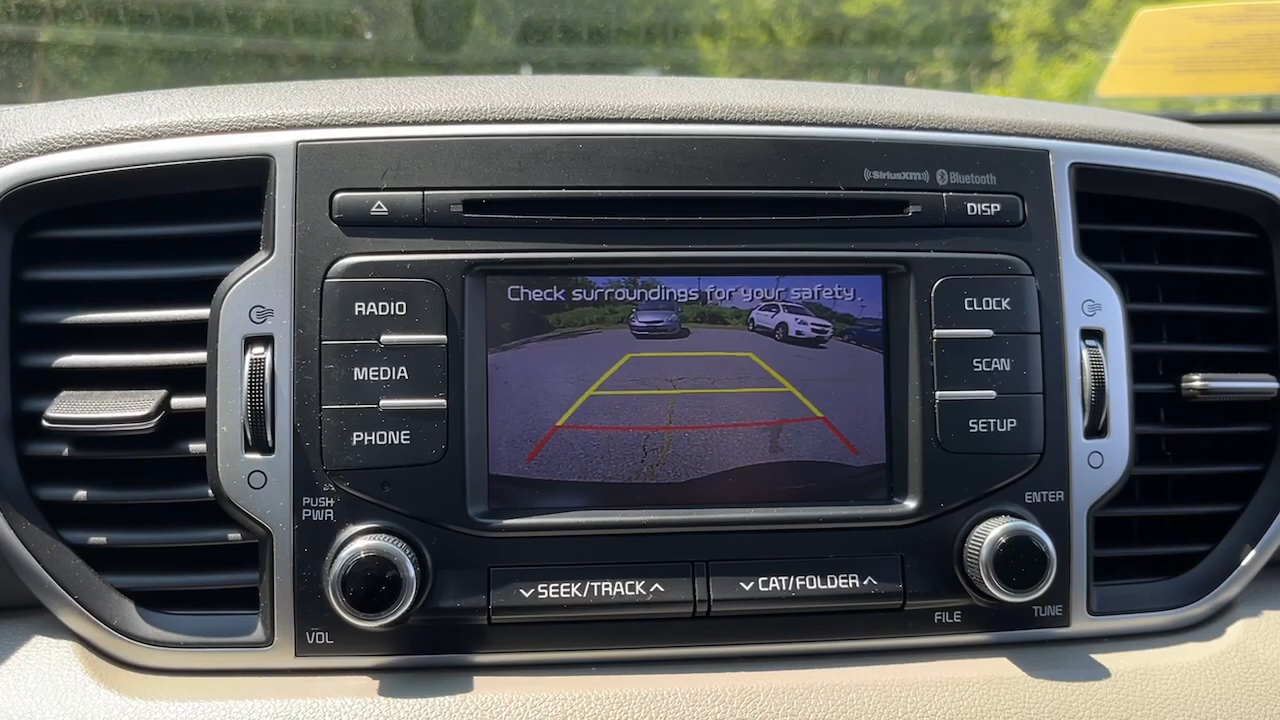 ((SiriusXM)) Bluetooth
DISP
RADIO
MEDIA
PHONE
Check surroundings for your safety.
CLOCK
SCAN
SETUP
PUSH
PWR
VOL
SEEK/TRACK
CAT/FOLDER
ENTER
FILE
TUNE